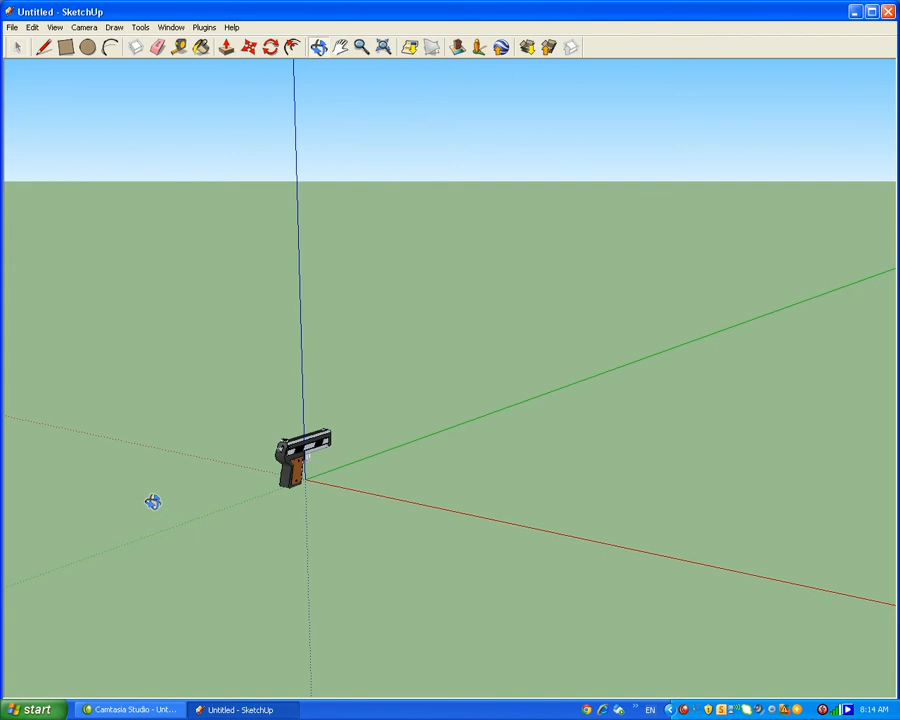 Untitled - SketchUp
File Edit View Camera Draw Tools Window Plugins Help
start Camtasia Studio - Unt... Untitled - SketchUp EN 8:14 AM